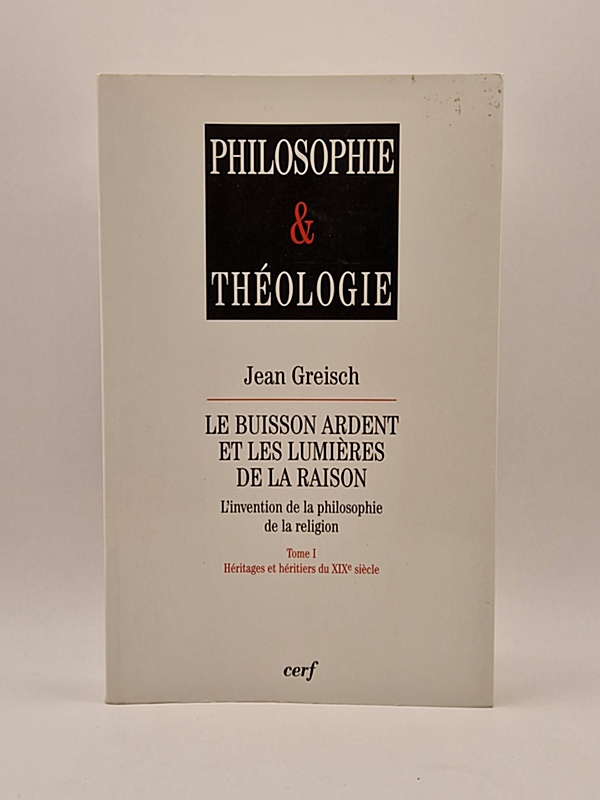 PHILOSOPHIE
&
THÉOLOGIE
Jean Greisch
LE BUISSON ARDENT
ET LES LUMIÈRES
DE LA RAISON
L'invention de la philosophie
de la religion
Tome I
Héritages et héritiers du XIXe siècle
cerf